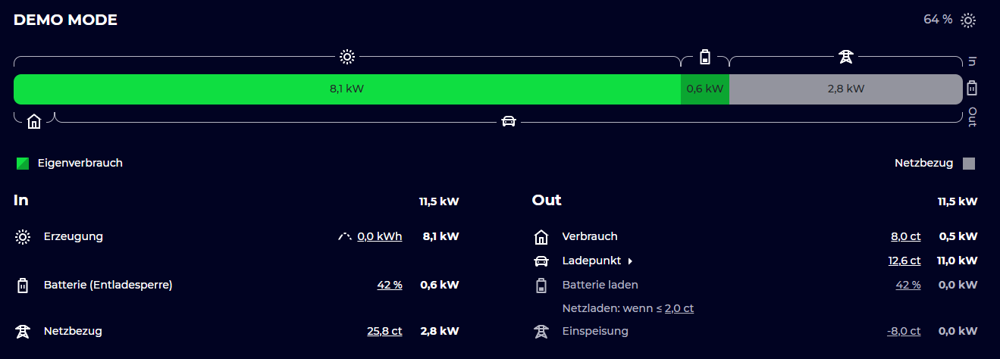 DEMO MODE
64 %
In
8,1 kW 0,6 kW 2,8 kW
Out
Eigenverbrauch
Netzbezug
In 11,5 kW
Erzeugung 0,0 kWh 8,1 kW
Batterie (Entladesperre) 42 % 0,6 kW
Netzbezug 25,8 ct 2,8 kW
Out 11,5 kW
Verbrauch 8,0 ct 0,5 kW
Ladepunkt 12,6 ct 11,0 kW
Batterie laden 42 % 0,0 kW
Netzladen: wenn ≤ 2,0 ct
Einspeisung -8,0 ct 0,0 kW